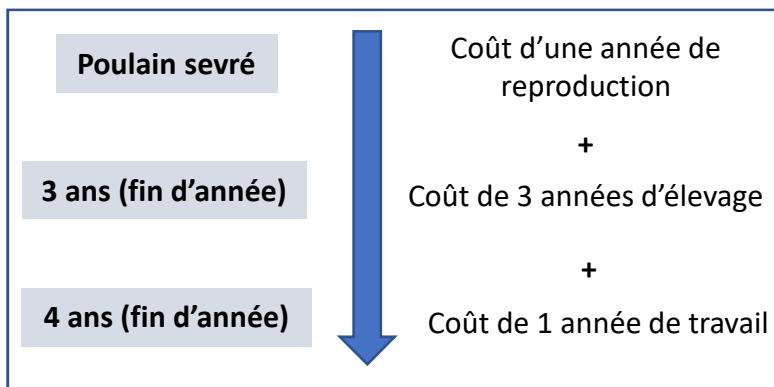 Poulain sevré
Coût d’une année de
reproduction
+
3 ans (fin d’année)
Coût de 3 années d’élevage
+
4 ans (fin d’année)
Coût de 1 année de travail